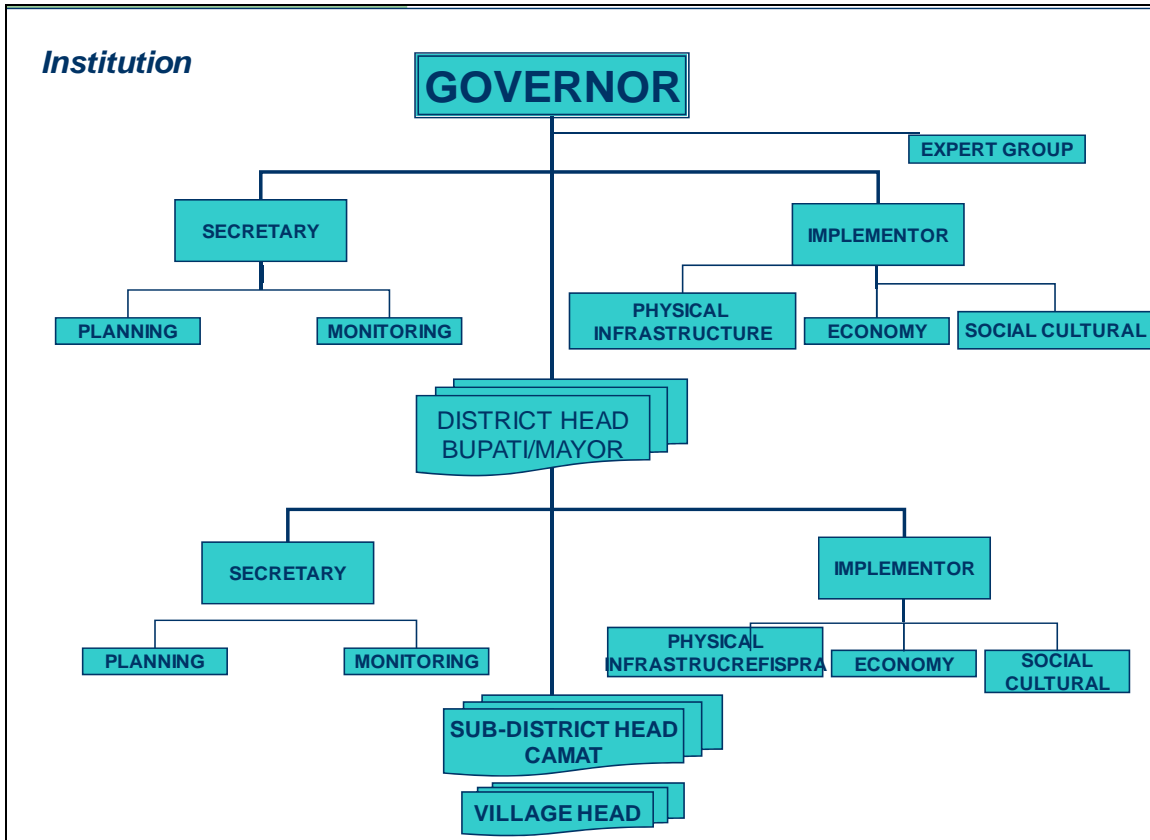 Institution
GOVERNOR
EXPERT GROUP
SECRETARY
IMPLEMENTOR
PLANNING
MONITORING
PHYSICAL
INFRASTRUCTURE
ECONOMY
SOCIAL CULTURAL
DISTRICT HEAD
BUPATI/MAYOR
SECRETARY
IMPLEMENTOR
PLANNING
MONITORING
PHYSICAL
INFRASTRUCREFISPRA
ECONOMY
SOCIAL
CULTURAL
SUB-DISTRICT HEAD
CAMAT
VILLAGE HEAD